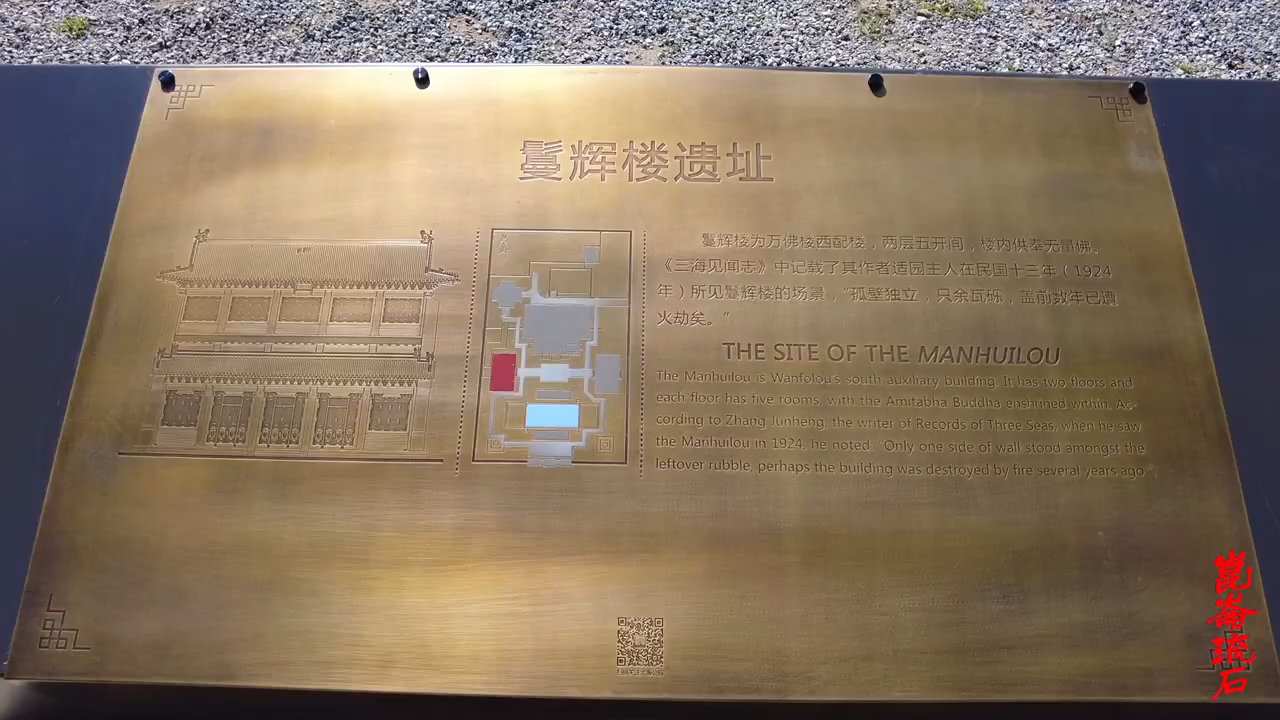 鬘辉楼遗址
鬘辉楼为万佛楼西配楼，两层五开间，楼内供奉无量佛。
《三海见闻志》中记载了其作者适园主人在民国十三年（1924
年）所见鬘辉楼的场景，“孤壁独立，只余瓦砾，盖前数年已遭
火劫矣。”
THE SITE OF THE MANHUILOU
The Manhuilou is Wanfolou's south auxiliary building. It has two floors and
each floor has five rooms, with the Amitabha Buddha enshrined within. Ac-
cording to Zhang Junheng, the writer of Records of Three Seas, when he saw
the Manhuilou in 1924, he noted, "Only one side of wall stood amongst the
leftover rubble, perhaps the building was destroyed by fire several years ago."
崑崙琉石